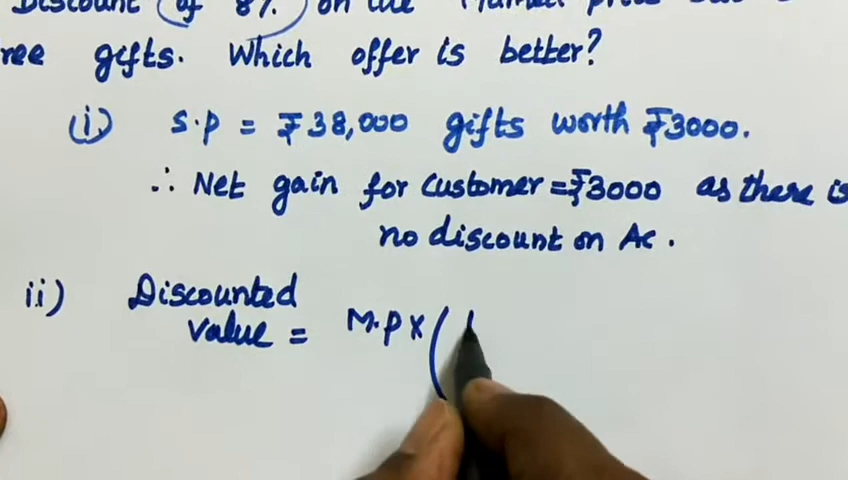 Discount of 8% on the
ree gifts. Which offer is better?
(i) S.P = ₹38,000 gifts worth ₹3000.
∴ Net gain for customer = ₹3000 as there is
no discount on Ac.
ii) Discounted
Value = M.P x (